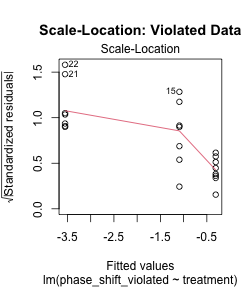 Scale-Location: Violated Data
Scale-Location
√|Standardized residuals|
1.5
1.0
0.5
0.0
22
21
15
-3.5
-2.5
-1.5
-0.5
Fitted values
lm(phase_shift_violated ~ treatment)